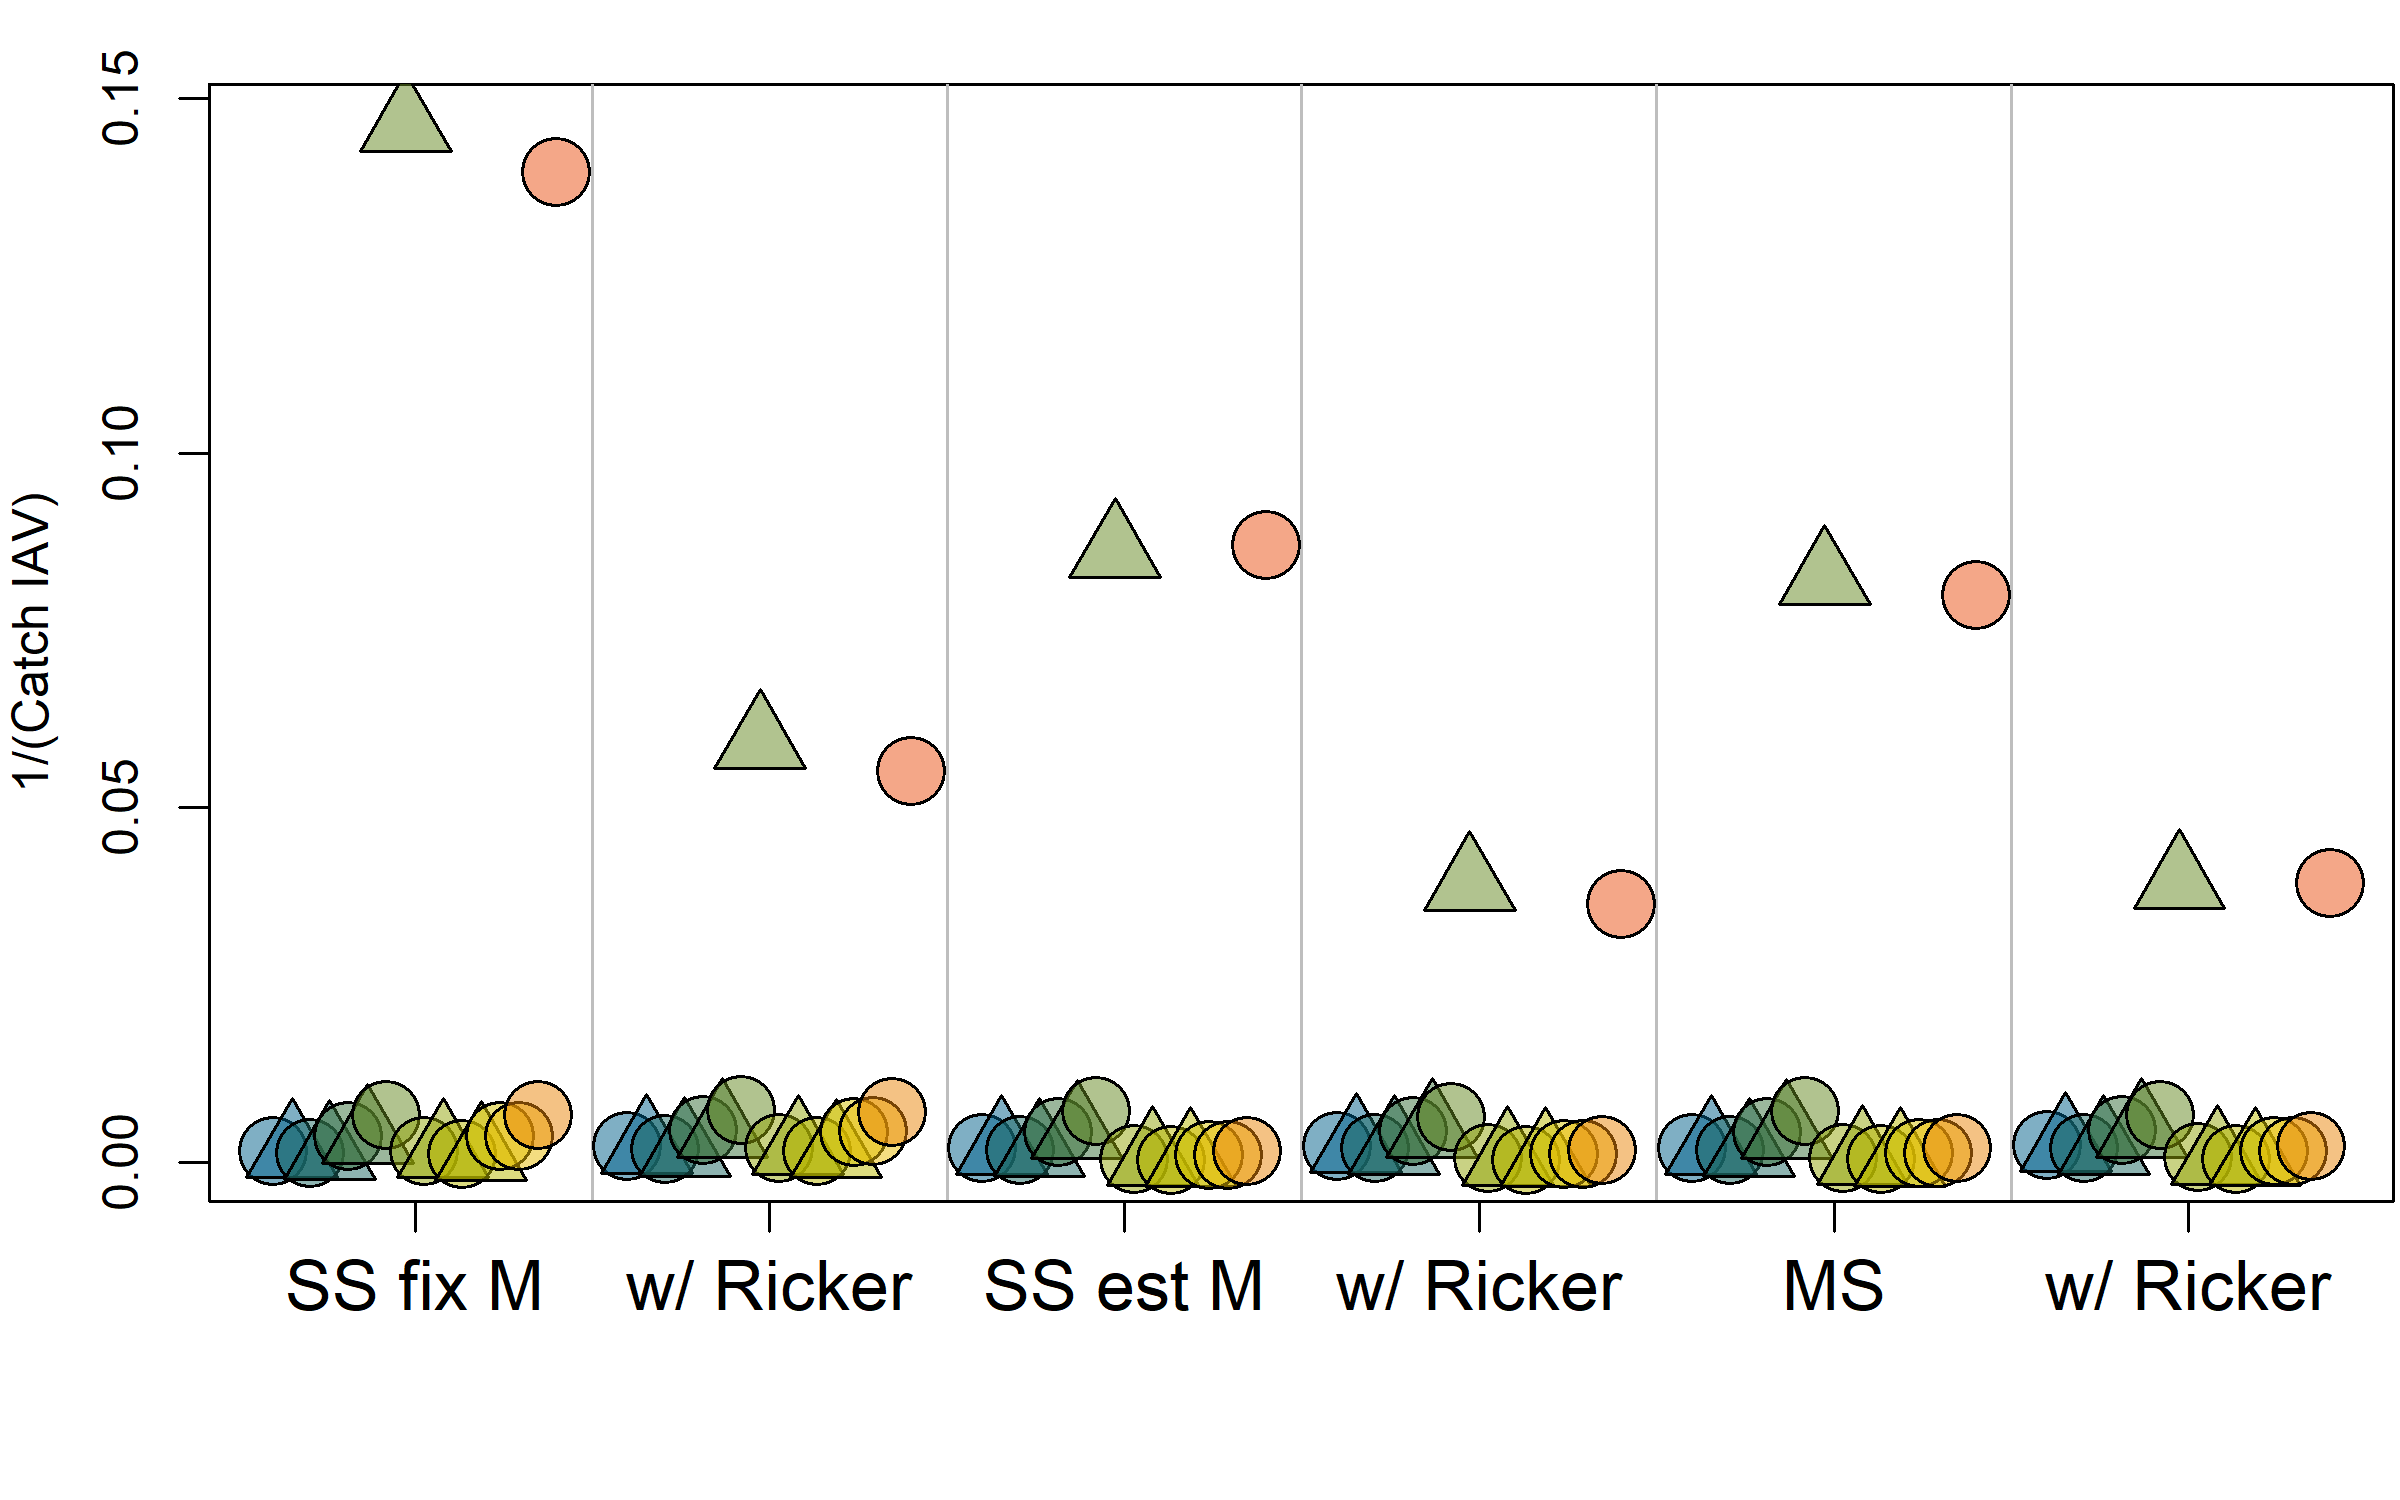 1/(Catch IAV)
0.15
0.10
0.05
0.00
SS fix M
w/ Ricker
SS est M
w/ Ricker
MS
w/ Ricker